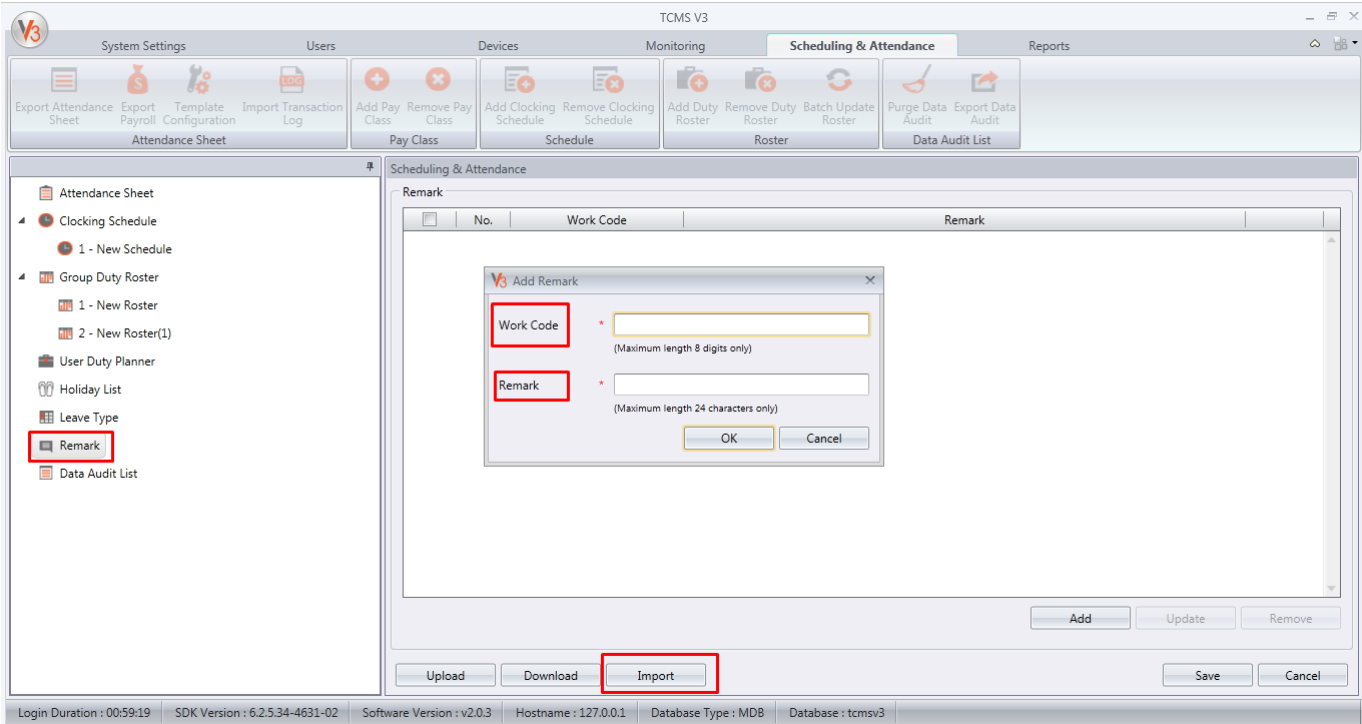 TCMS V3
V3
System Settings Users Devices Monitoring Scheduling & Attendance Reports
Export Attendance Sheet
Export Payroll
Template Configuration
Import Transaction Log
LOG
Attendance Sheet
Add Pay Class
Remove Pay Class
Pay Class
Add Clocking Schedule
Remove Clocking Schedule
Schedule
Add Duty Roster
Remove Duty Roster
Batch Update Roster
Roster
Purge Data Audit
Export Data Audit
Data Audit List
Attendance Sheet
Clocking Schedule
1 - New Schedule
Group Duty Roster
1 - New Roster
2 - New Roster(1)
User Duty Planner
Holiday List
Leave Type
Remark
Data Audit List
Scheduling & Attendance
Remark
No. Work Code Remark
V3 Add Remark
Work Code *
(Maximum length 8 digits only)
Remark *
(Maximum length 24 characters only)
OK Cancel
Add Update Remove
Upload Download Import Save Cancel
Login Duration : 00:59:19 SDK Version : 6.2.5.34-4631-02 Software Version : v2.0.3 Hostname : 127.0.0.1 Database Type : MDB Database : tcmsv3